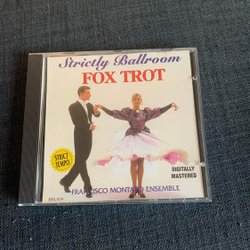 Strictly Ballroom
FOX TROT
STRICT
TEMPO
DIGITALLY
MASTERED
FRANCISCO MONTARO ENSEMBLE